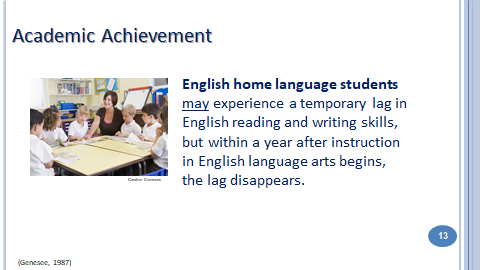 Academic Achievement
English home language students
may experience a temporary lag in
English reading and writing skills,
but within a year after instruction
in English language arts begins,
the lag disappears.
Creative Commons
13
(Genesee, 1987)